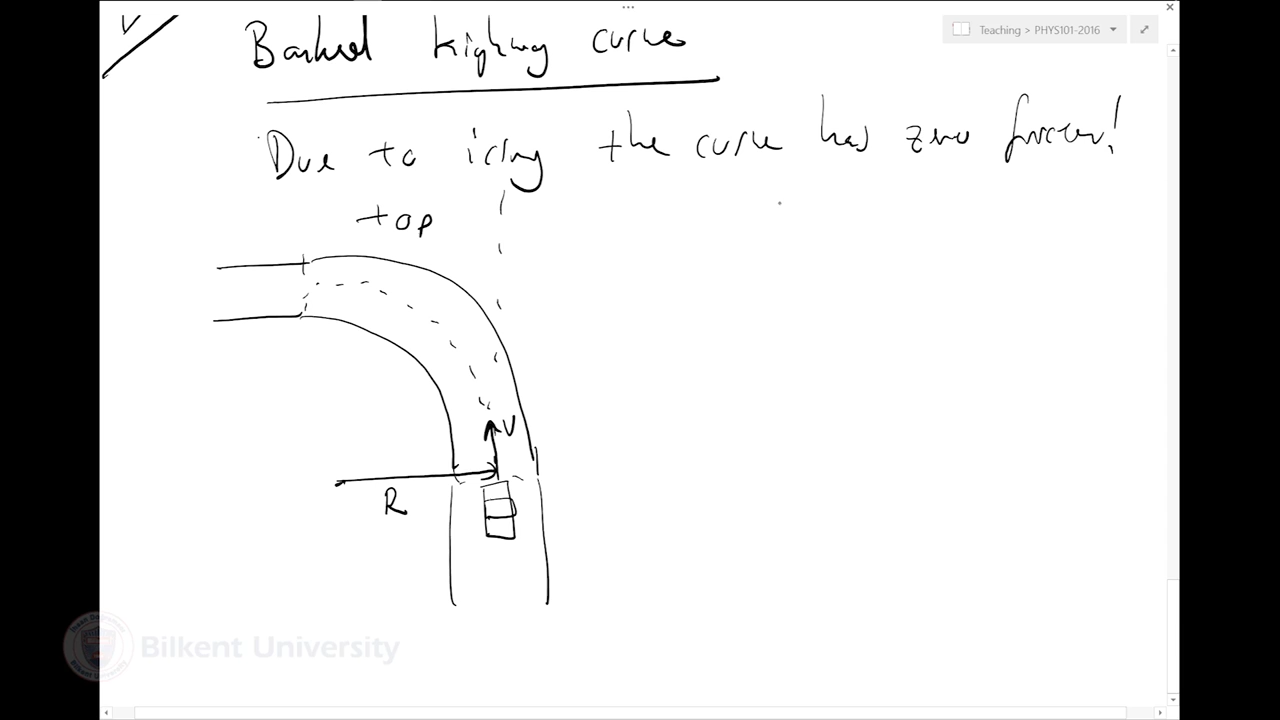 Teaching > PHYS101-2016
Banked highway curve
Due to icing the curve has zero friction!
top
V
R
Bilkent University